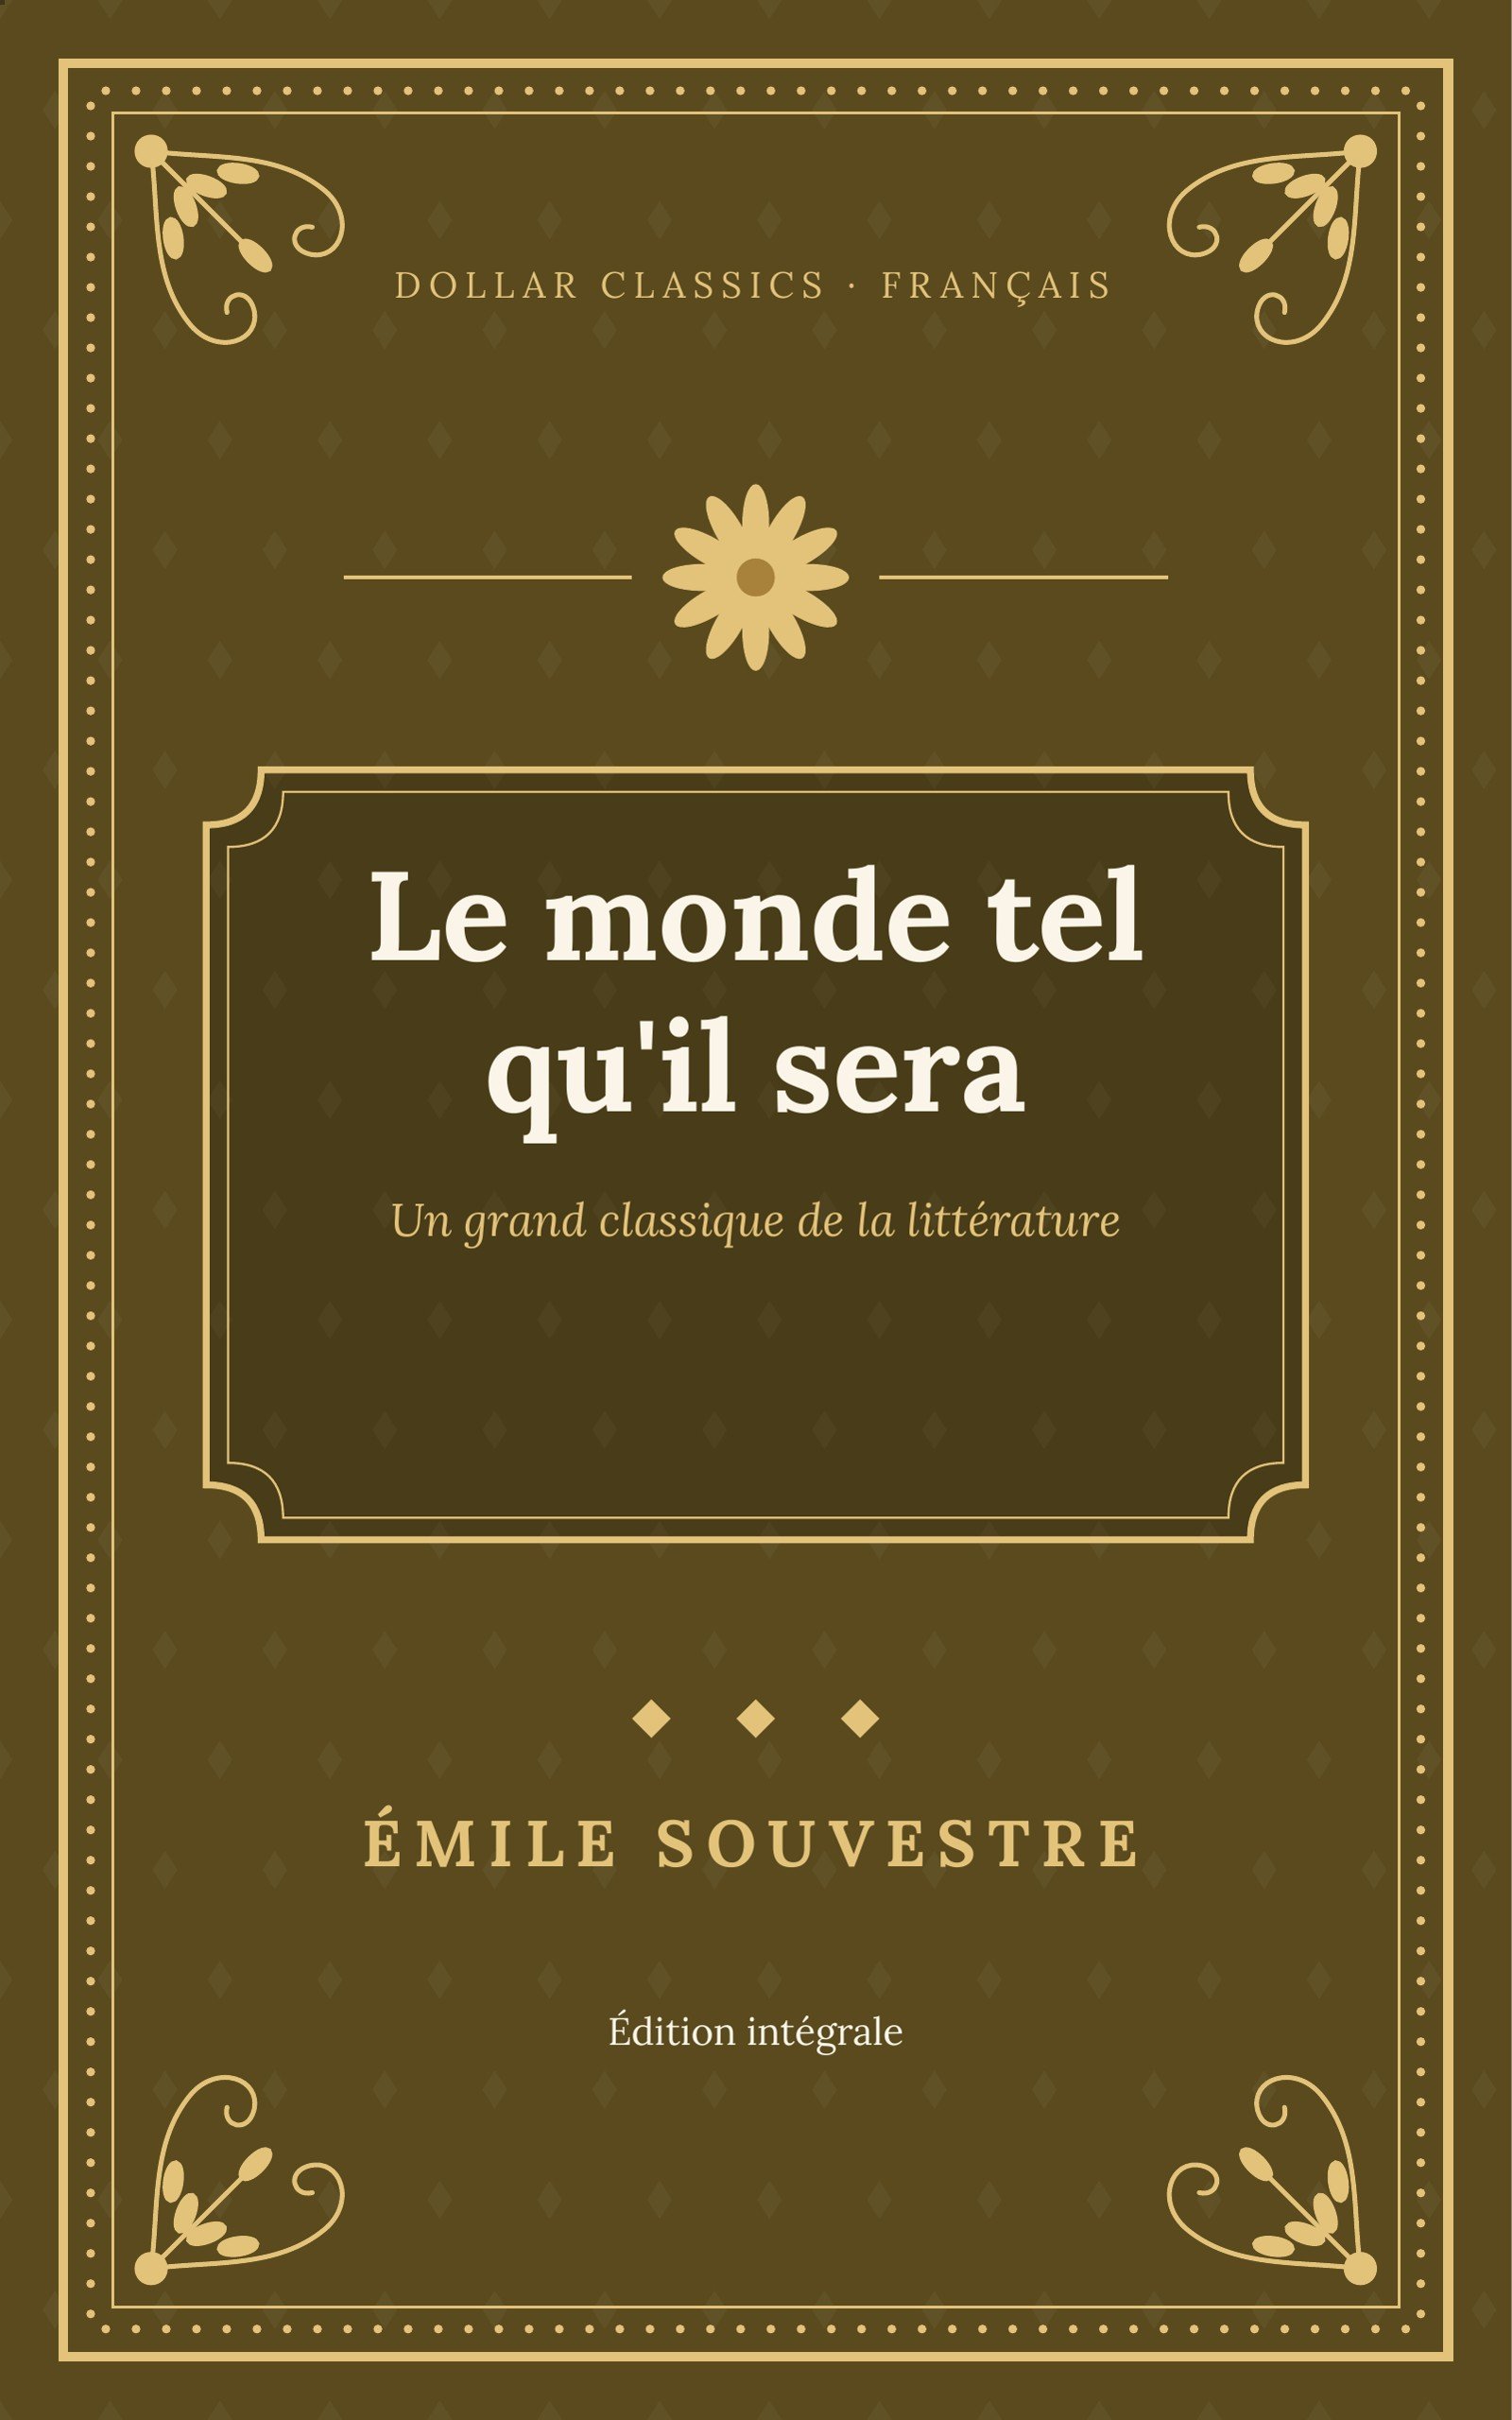 DOLLAR CLASSICS · FRANÇAIS
Le monde tel
qu'il sera
Un grand classique de la littérature
ÉMILE SOUVESTRE
Édition intégrale